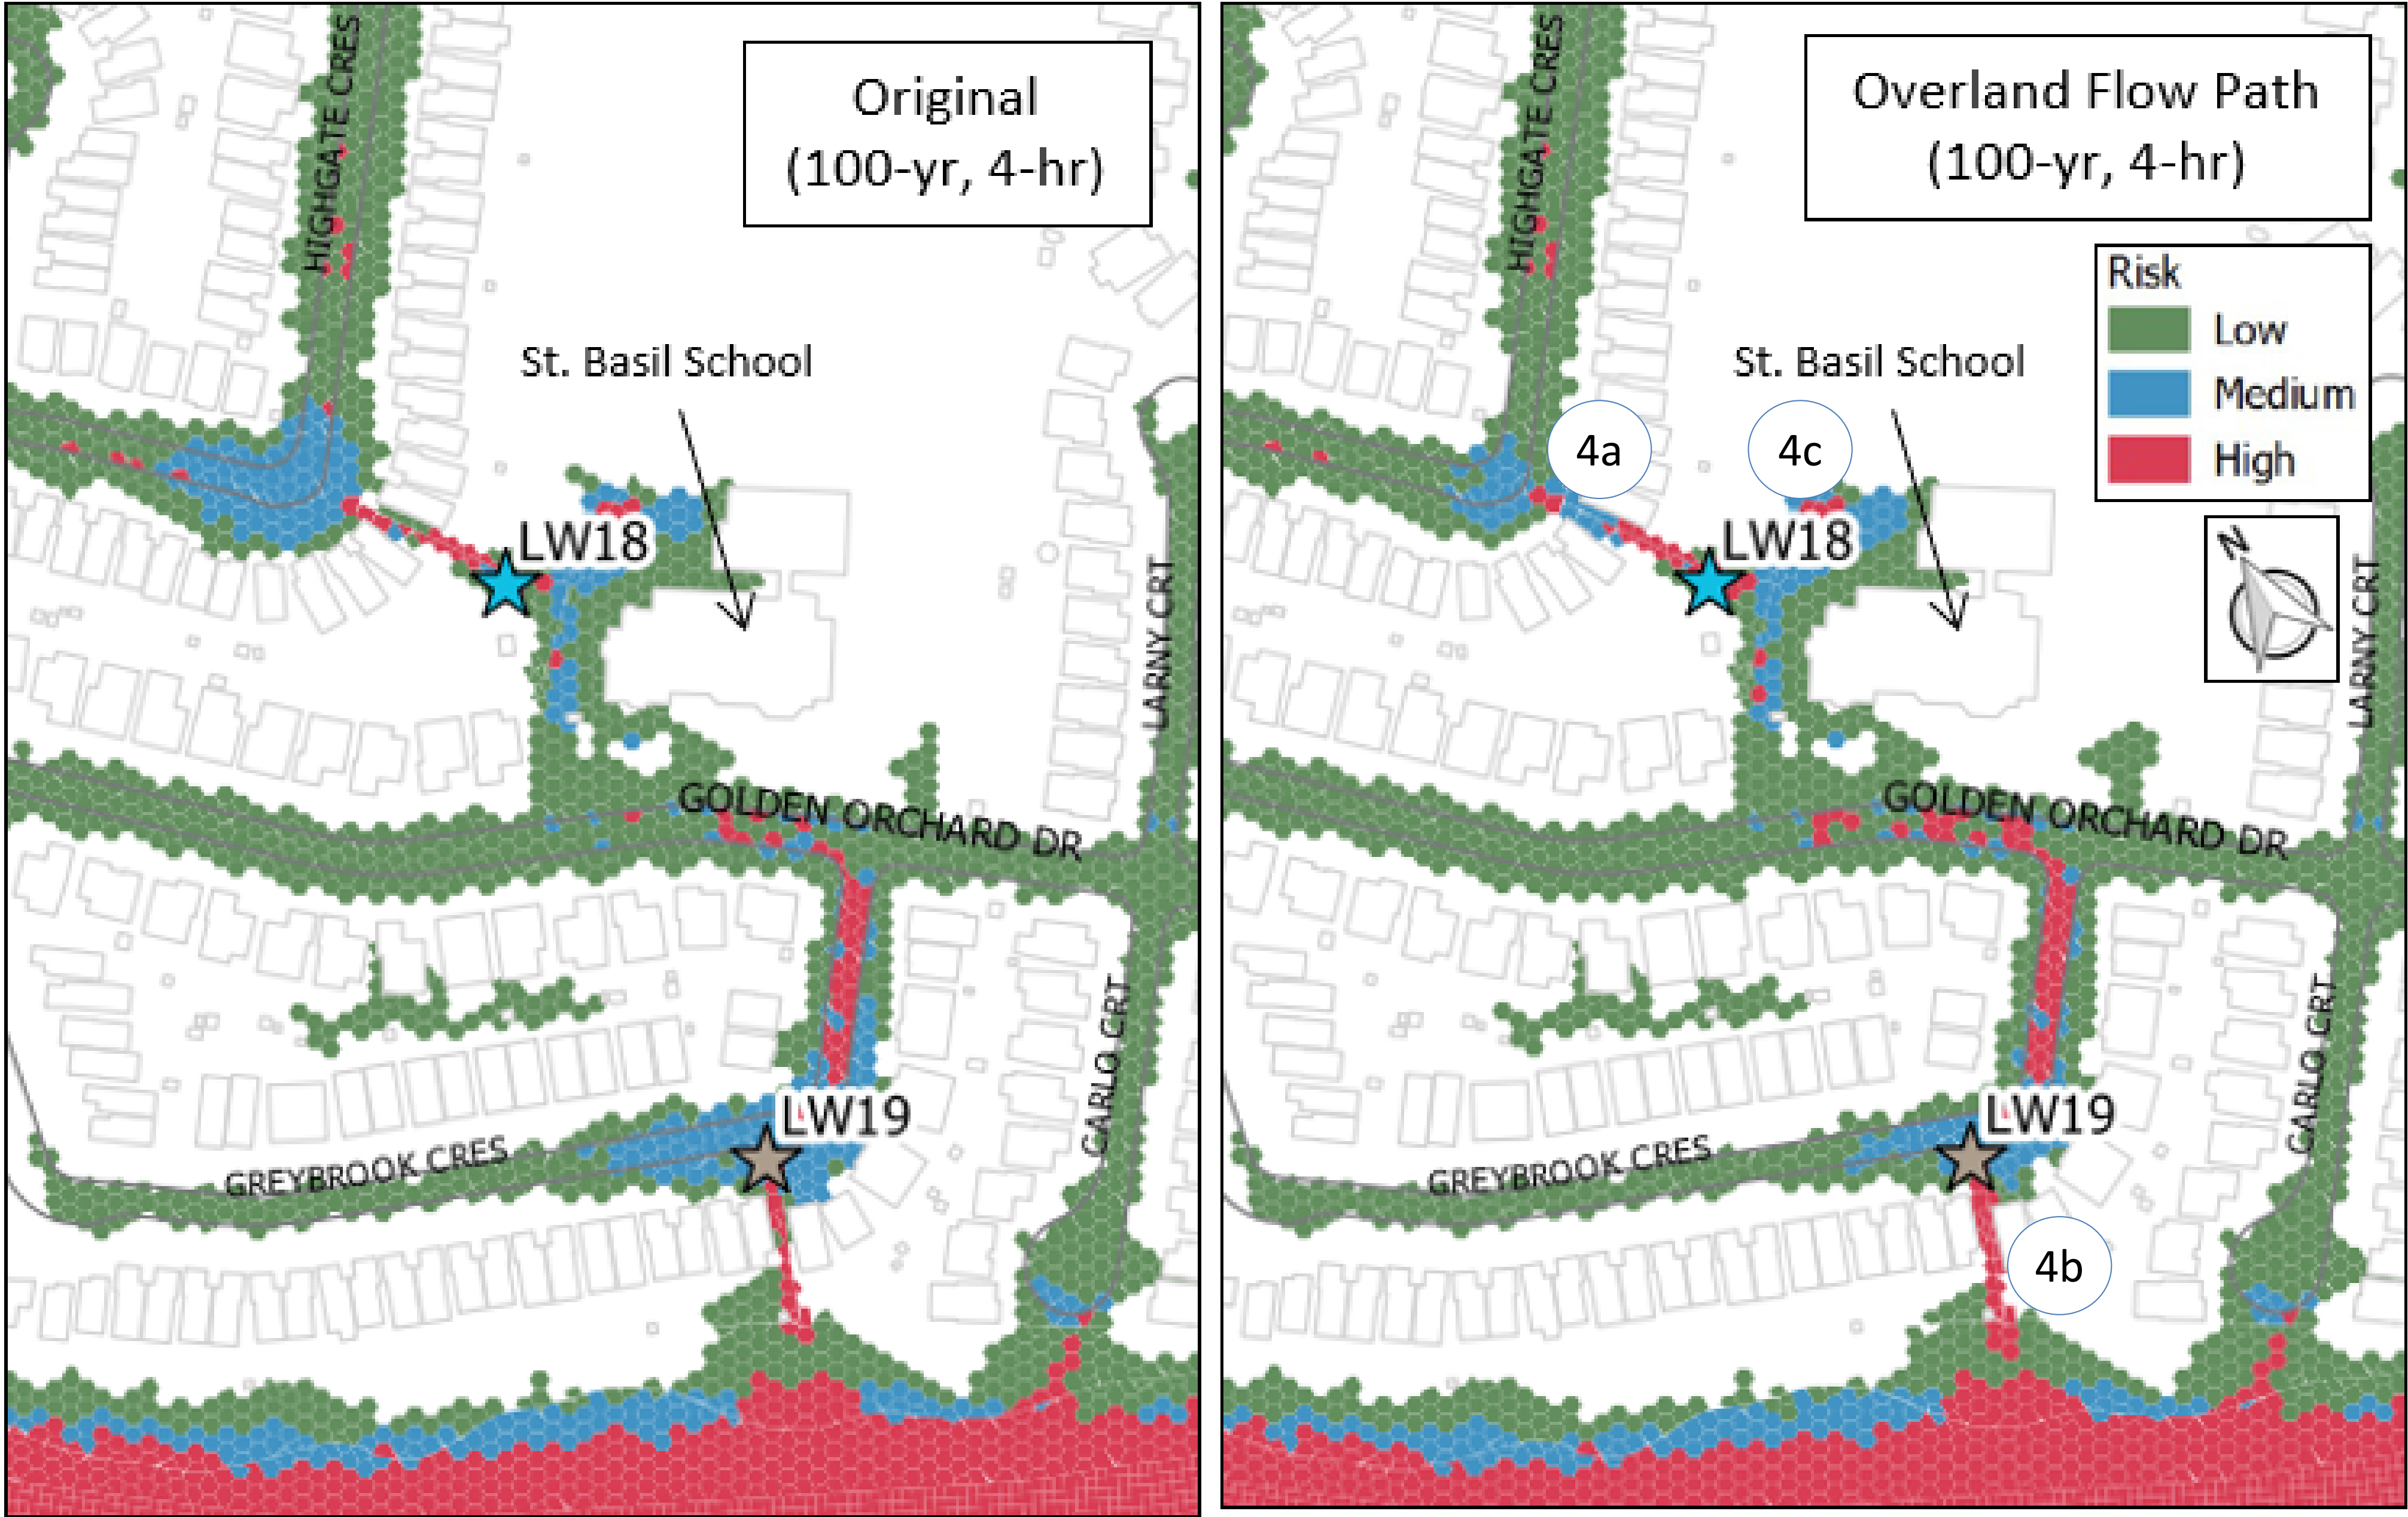 HIGHGATE CRES
Original
(100-yr, 4-hr)
St. Basil School
LW18
LARNY CRT
GOLDEN ORCHARD DR
CARLO CRT
LW19
GREYBROOK CRES
HIGHGATE CRES
Overland Flow Path
(100-yr, 4-hr)
Risk
Low
Medium
High
St. Basil School
4a
4c
N
LW18
LARNY CRT
GOLDEN ORCHARD DR
CARLO CRT
LW19
GREYBROOK CRES
4b